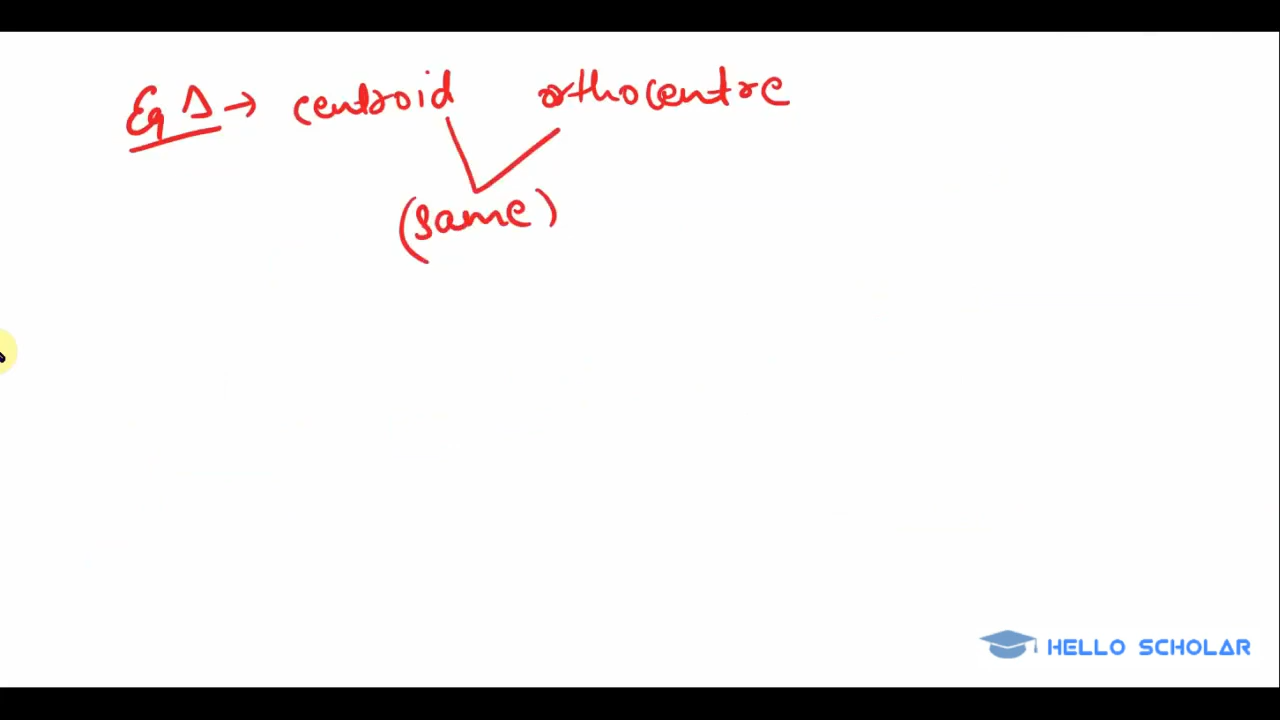 Eq Δ → centroid orthocentre
(same)
HELLO SCHOLAR